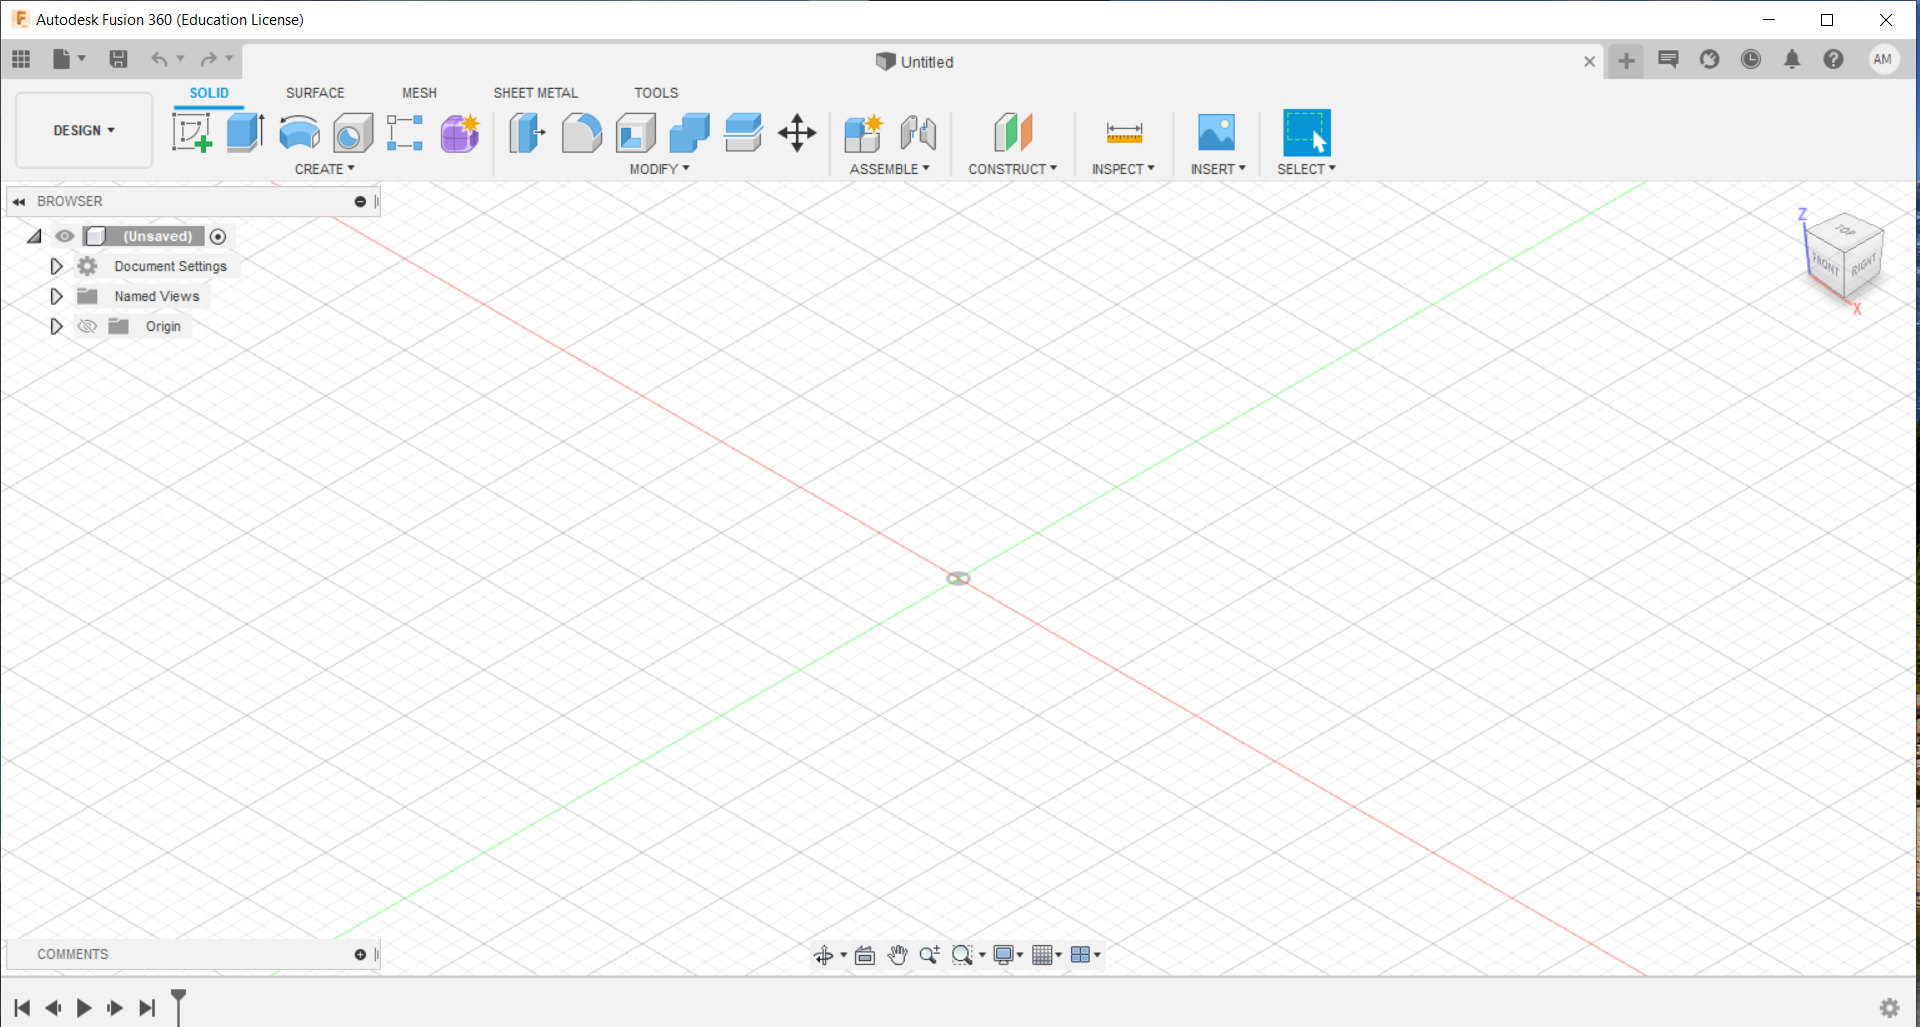 Autodesk Fusion 360 (Education License)
Untitled
AM
SOLID SURFACE MESH SHEET METAL TOOLS
DESIGN
CREATE MODIFY ASSEMBLE CONSTRUCT INSPECT INSERT SELECT
BROWSER
(Unsaved)
Document Settings
Named Views
Origin
Z
TOP
FRONT RIGHT
X
COMMENTS